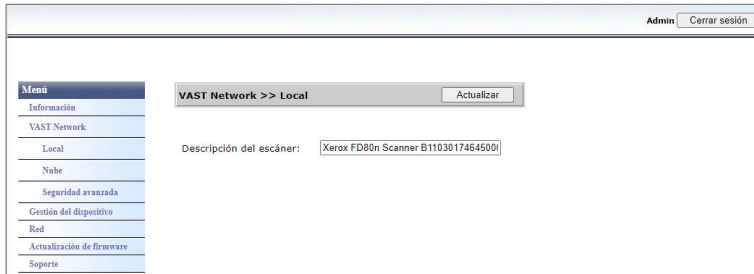 Admin Cerrar sesión
Menú
Información
VAST Network
Local
Nube
Seguridad avanzada
Gestión del dispositivo
Red
Actualización de firmware
Soporte
VAST Network >> Local Actualizar
Descripción del escáner: Xerox FD80n Scanner